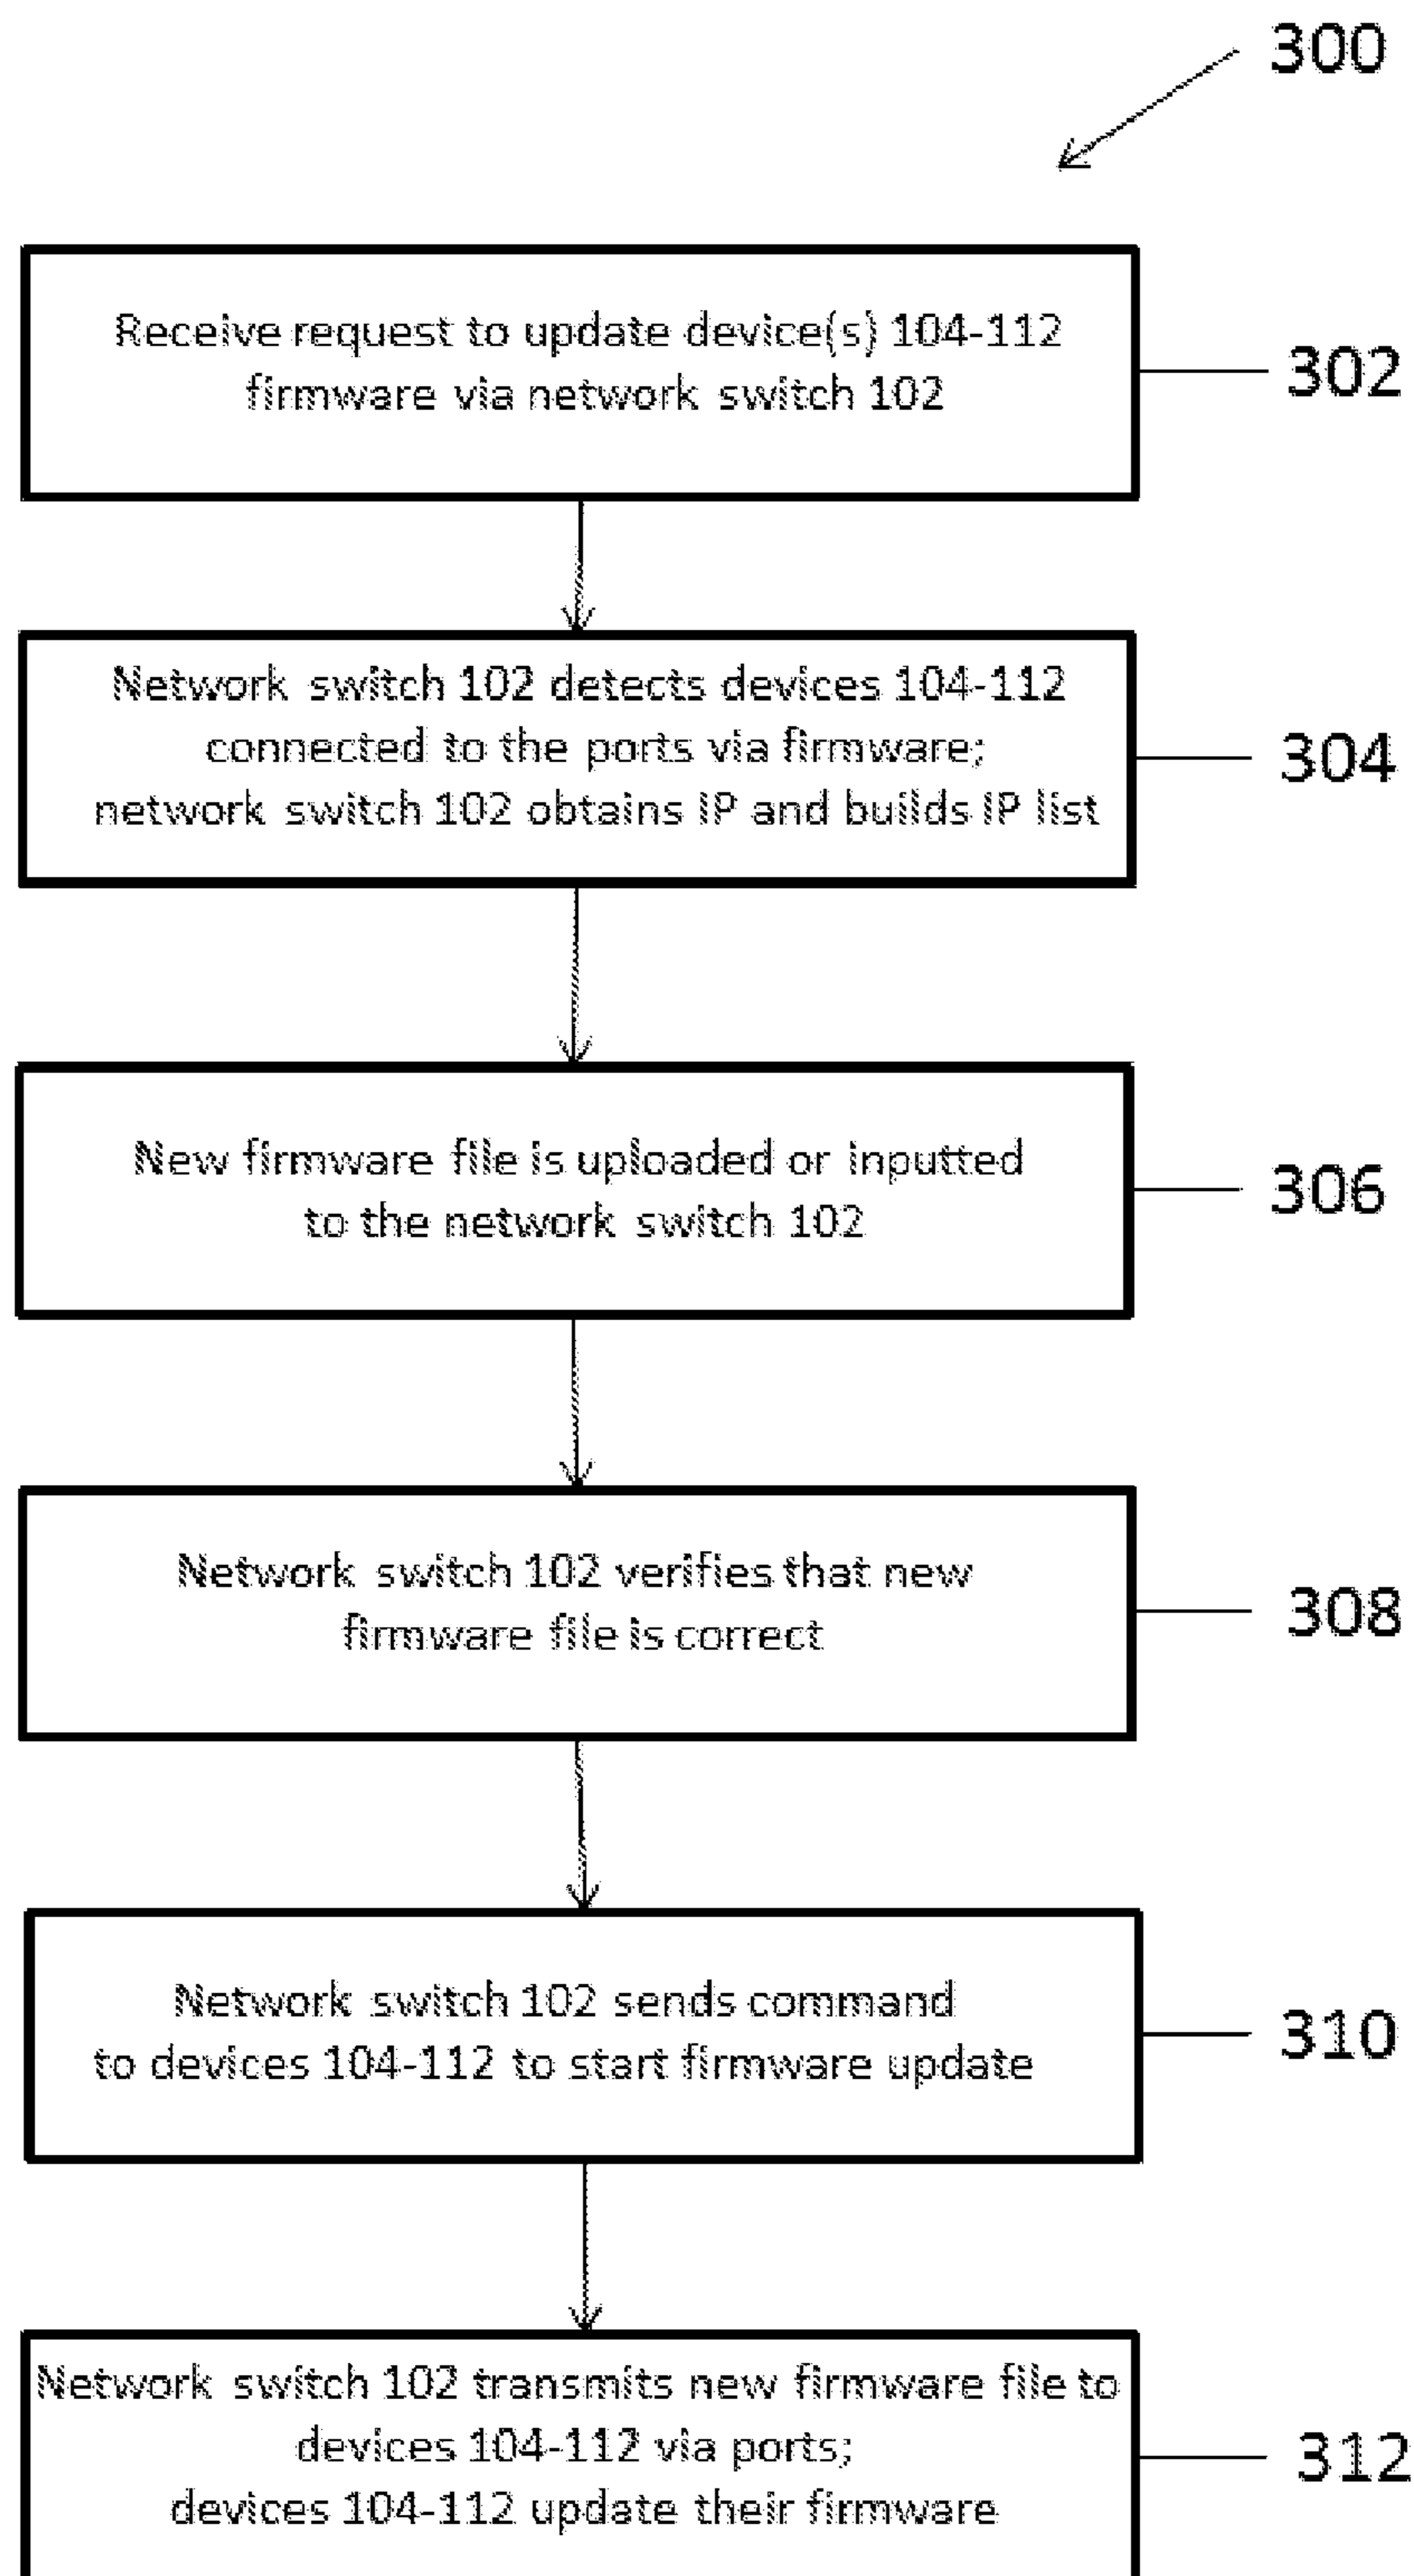 300
Receive request to update device(s) 104-112
firmware via network switch 102
302
Network switch 102 detects devices 104-112
connected to the ports via firmware;
network switch 102 obtains IP and builds IP list
304
New firmware file is uploaded or inputted
to the network switch 102
306
Network switch 102 verifies that new
firmware file is correct
308
Network switch 102 sends command
to devices 104-112 to start firmware update
310
Network switch 102 transmits new firmware file to
devices 104-112 via ports;
devices 104-112 update their firmware
312